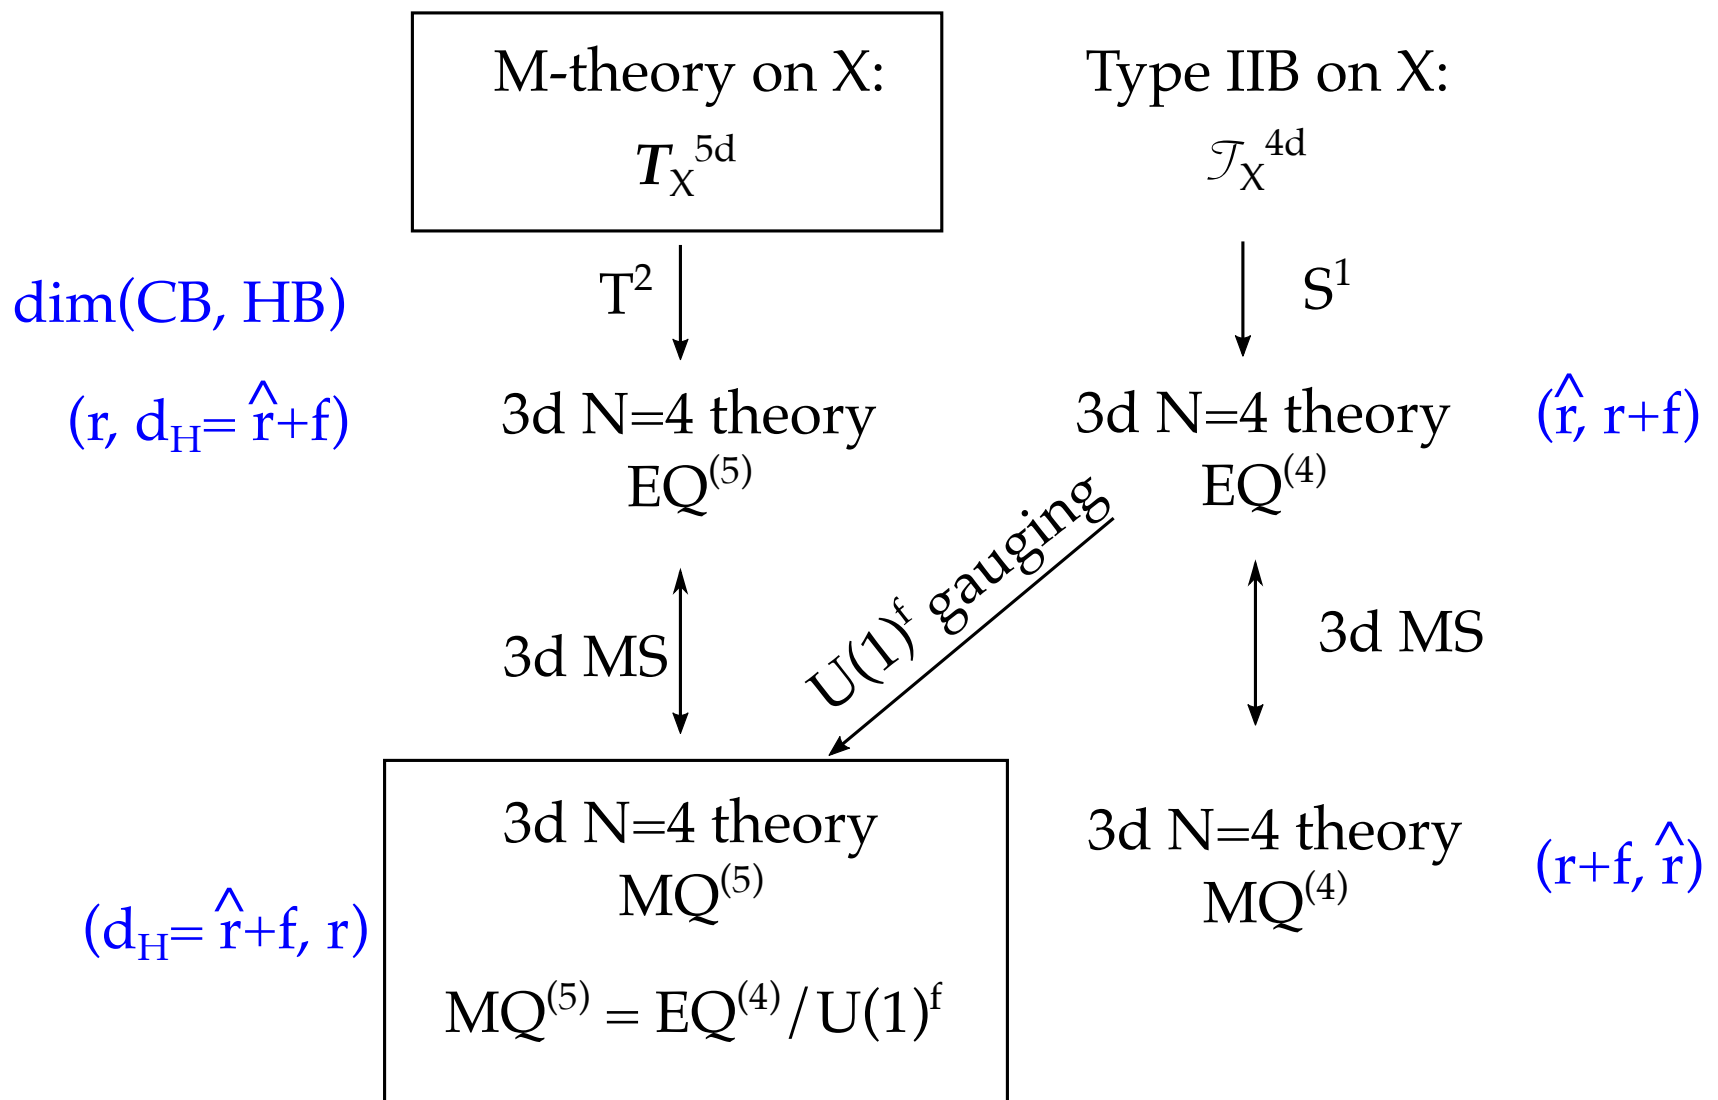 M-theory on X:
T_X^5d
Type IIB on X:
𝒯_X^4d
dim(CB, HB)
T²
S¹
(r, d_H= r̂+f)
3d N=4 theory
EQ^(5)
3d N=4 theory
EQ^(4)
(r̂, r+f)
3d MS
U(1)^f gauging
3d MS
3d N=4 theory
MQ^(5)
3d N=4 theory
MQ^(4)
(r+f, r̂)
(d_H= r̂+f, r)
MQ^(5) = EQ^(4)/U(1)^f